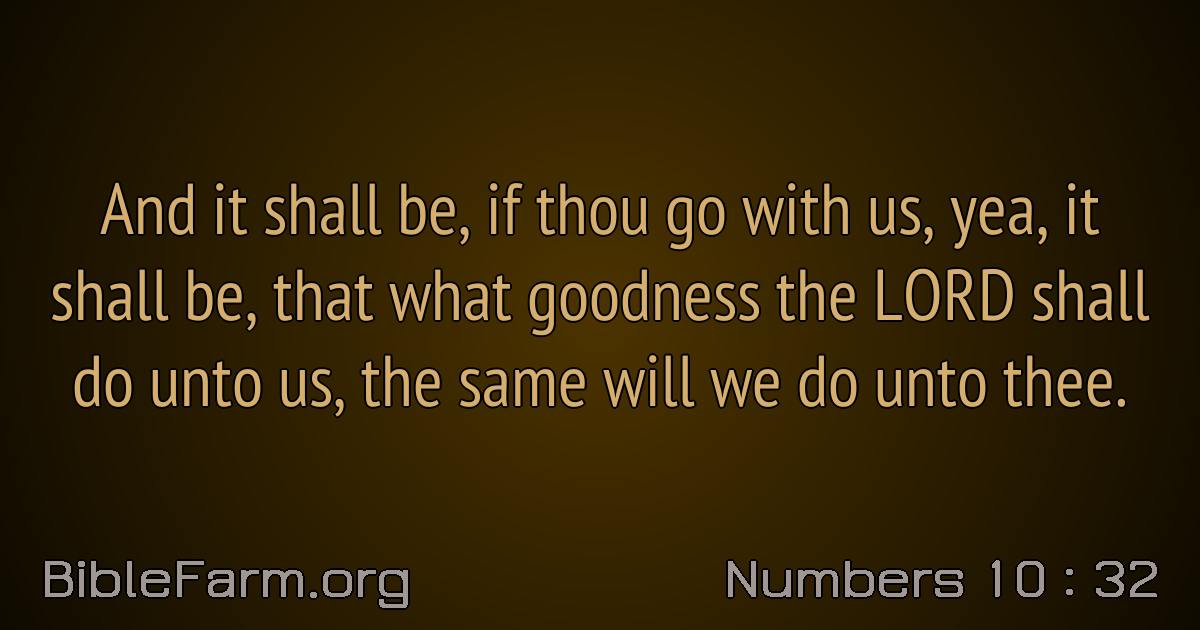 And it shall be, if thou go with us, yea, it
shall be, that what goodness the LORD shall
do unto us, the same will we do unto thee.
BibleFarm.org
Numbers 10 : 32